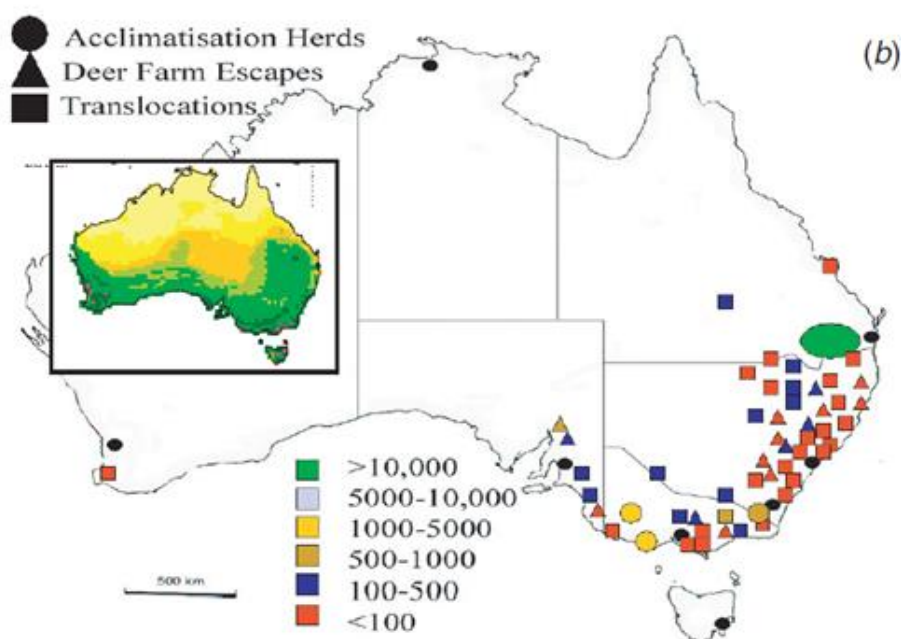 Acclimatisation Herds
(b)
Deer Farm Escapes
Translocations
>10,000
5000-10,000
1000-5000
500-1000
100-500
<100
500 km